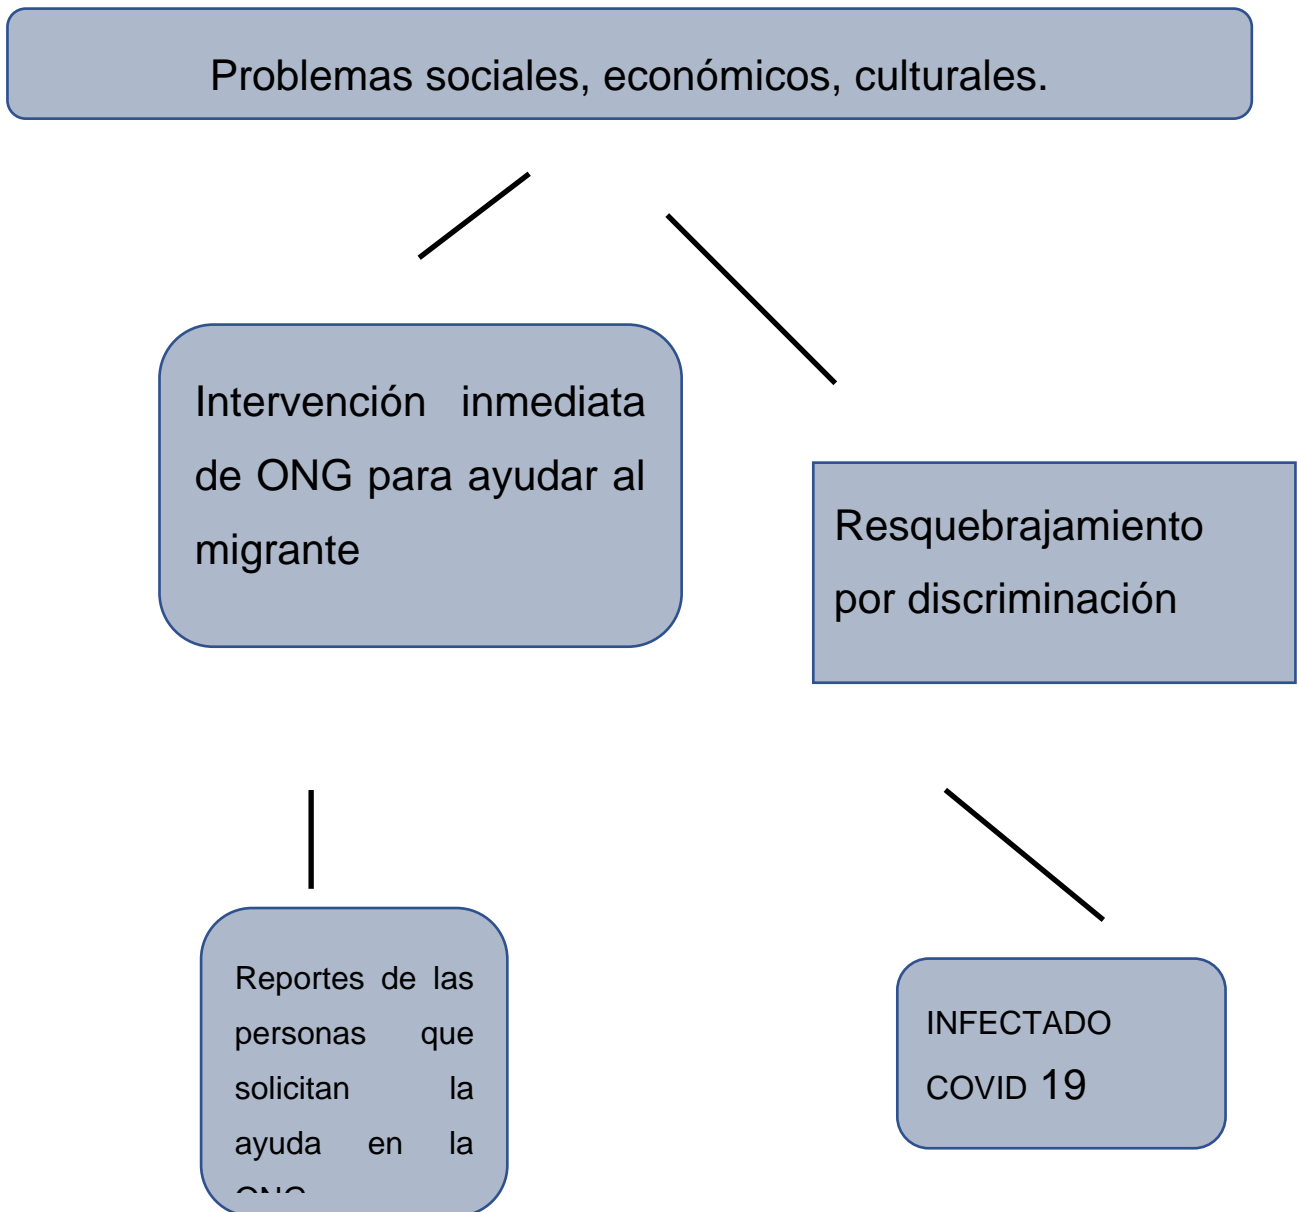 Problemas sociales, económicos, culturales.
Intervención inmediata
de ONG para ayudar al
migrante
Resquebrajamiento
por discriminación
Reportes de las
personas que
solicitan la
ayuda en la
INFECTADO
COVID 19